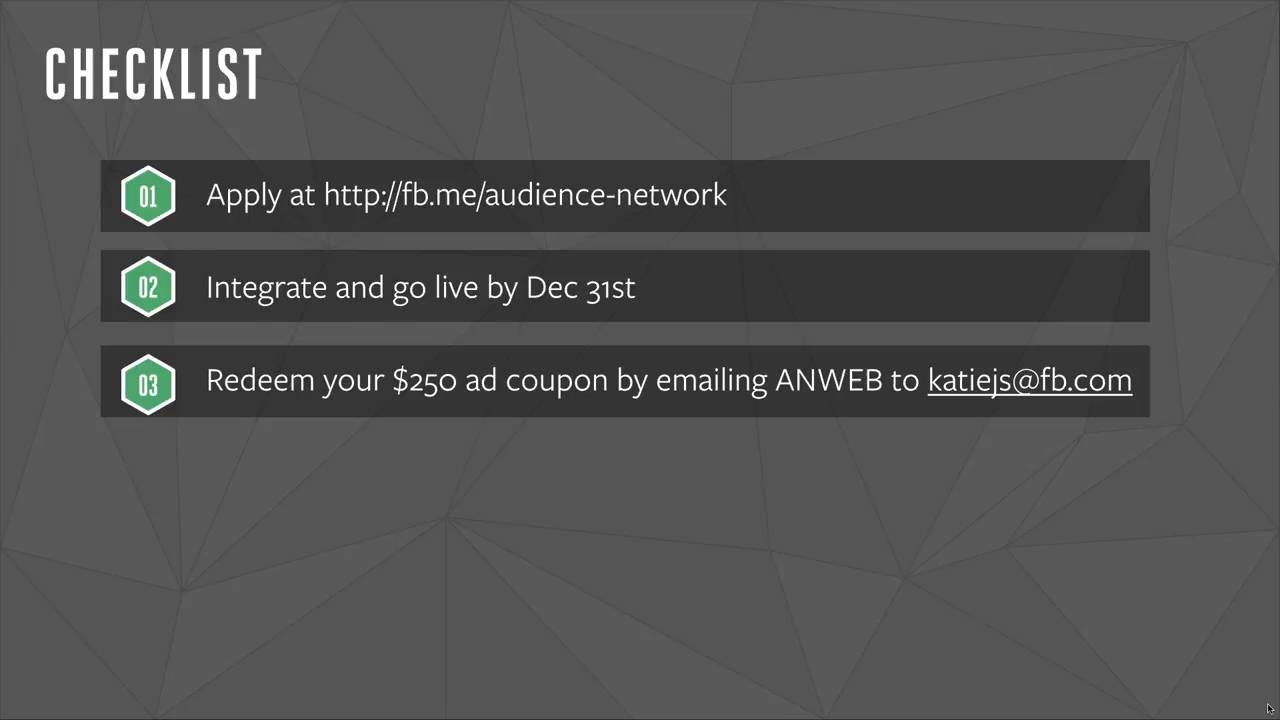 CHECKLIST
01 Apply at http://fb.me/audience-network
02 Integrate and go live by Dec 31st
03 Redeem your $250 ad coupon by emailing ANWEB to katiejs@fb.com